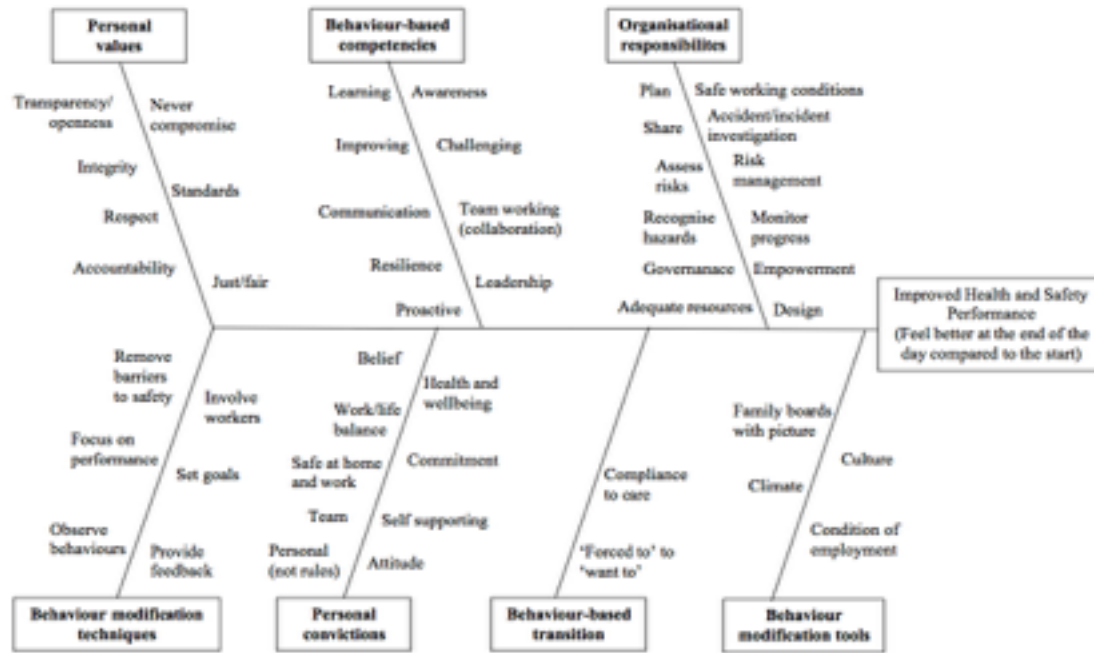 Personal
values
Behaviour-based
competencies
Organisational
responsibilites
Transparency/
openness
Never
compromise
Integrity
Standards
Respect
Accountability
Just/fair
Learning
Awareness
Improving
Challenging
Communication
Team working
(collaboration)
Resilience
Leadership
Proactive
Plan
Safe working conditions
Share
Accident/incident
investigation
Assess
risks
Risk
management
Recognise
hazards
Monitor
progress
Governanace
Empowerment
Adequate resources
Design
Improved Health and Safety
Performance
(Feel better at the end of the
day compared to the start)
Remove
barriers
to safety
Involve
workers
Focus on
performance
Set goals
Observe
behaviours
Provide
feedback
Belief
Health and
wellbeing
Work/life
balance
Safe at home
and work
Commitment
Team
Self supporting
Personal
(not rules)
Attitude
Compliance
to care
'Forced to' to
'want to'
Family boards
with picture
Culture
Climate
Condition of
employment
Behaviour modification
techniques
Personal
convictions
Behaviour-based
transition
Behaviour
modification tools